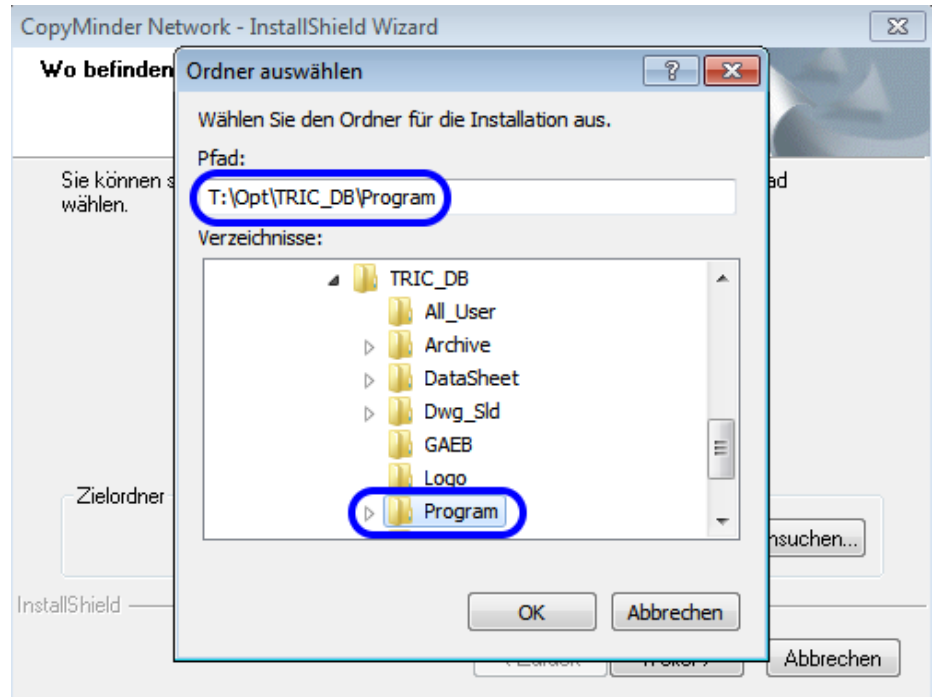 CopyMinder Network - InstallShield Wizard
Wo befinden
Ordner auswählen
Wählen Sie den Ordner für die Installation aus.
Pfad:
Sie können s
ad
wählen.
T:\Opt\TRIC_DB\Program
Verzeichnisse:
TRIC_DB
All_User
Archive
DataSheet
Dwg_Sld
GAEB
Logo
Program
Zielordner
nsuchen...
InstallShield
OK
Abbrechen
Abbrechen